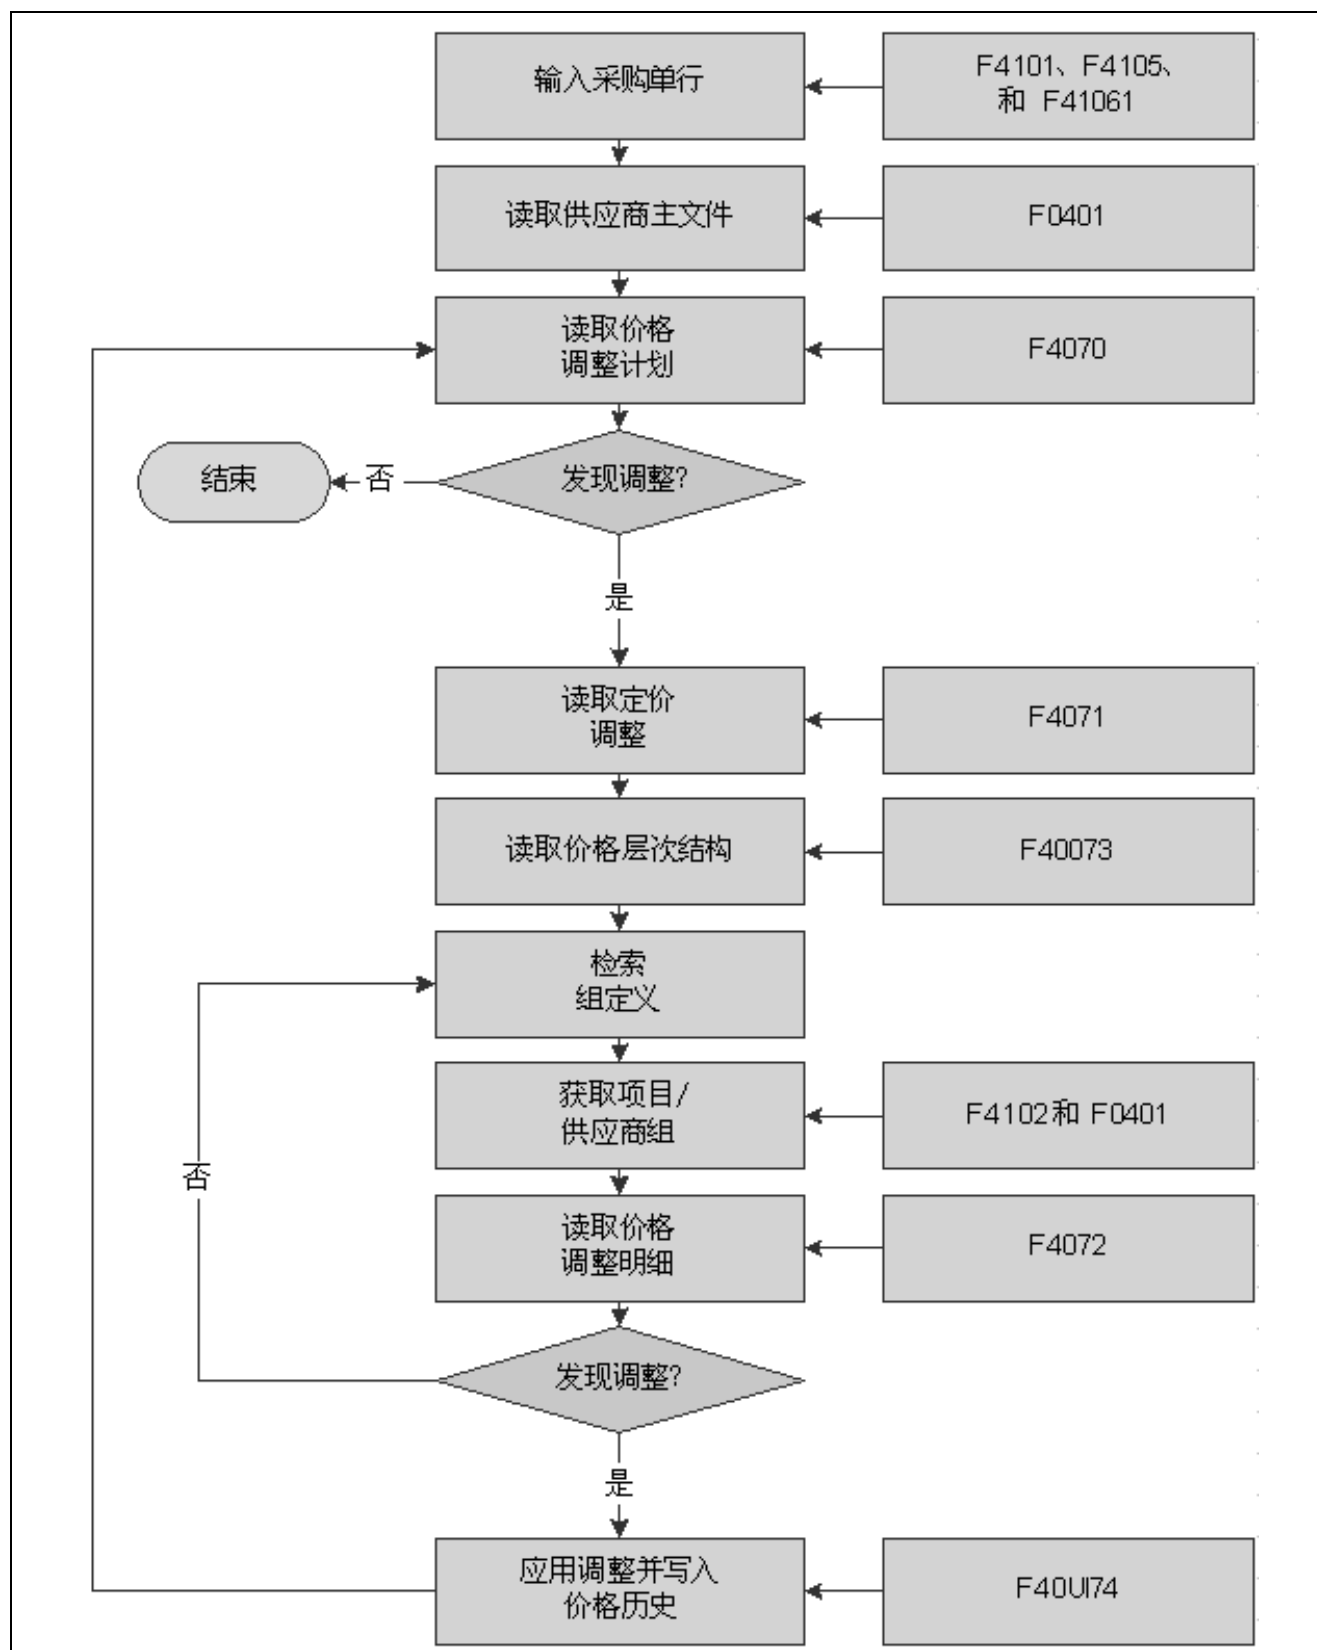 输入采购单行
F4101、F4105、
和 F41061
读取供应商主文件
F0401
读取价格
调整计划
F4070
发现调整?
否
结束
是
读取定价
调整
F4071
读取价格层次结构
F40073
检索
组定义
获取项目/
供应商组
F4102和 F0401
否
读取价格
调整明细
F4072
发现调整?
是
应用调整并写入
价格历史
F40UI74